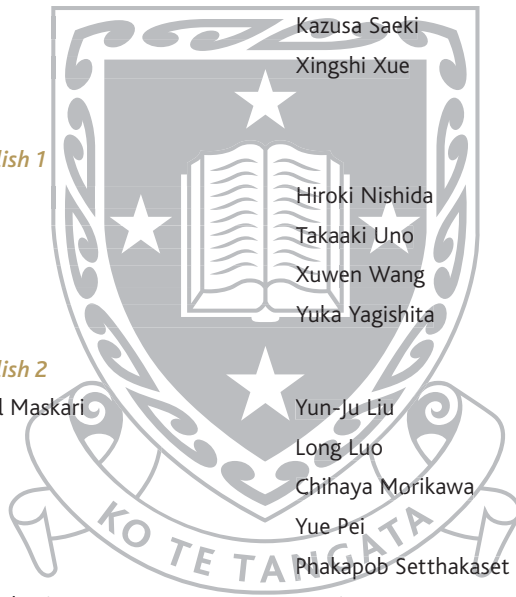 Kazusa Saeki
Xingshi Xue
lish 1
Hiroki Nishida
Takaaki Uno
Xuwen Wang
Yuka Yagishita
lish 2
l Maskari
Yun-Ju Liu
Long Luo
Chihaya Morikawa
Yue Pei
Phakapob Setthakaset
KO TE TANGATA